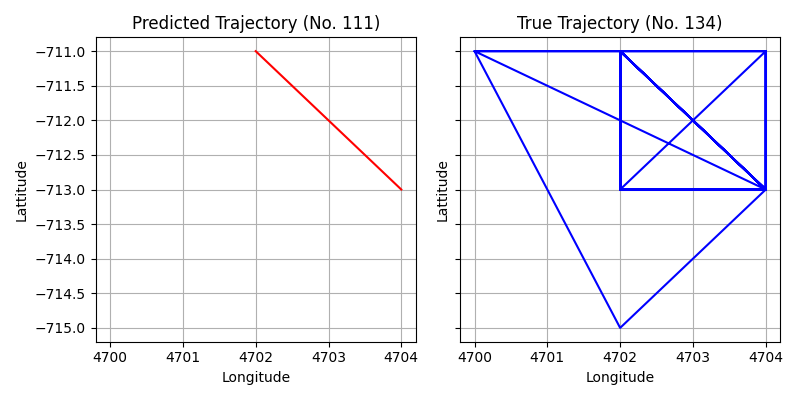 Predicted Trajectory (No. 111)
−711.0
−711.5
−712.0
−712.5
−713.0
−713.5
−714.0
−714.5
−715.0
Lattitude
4700 4701 4702 4703 4704
Longitude
True Trajectory (No. 134)
Lattitude
4700 4701 4702 4703 4704
Longitude